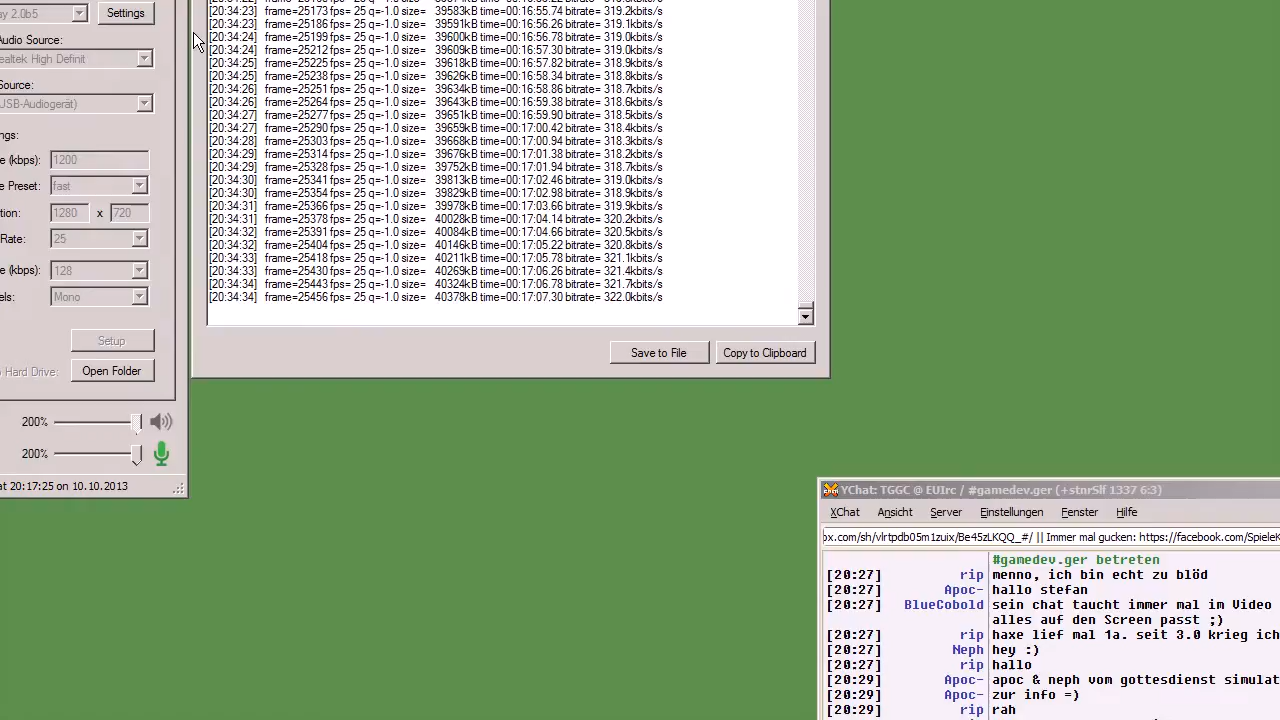 ay 2.0b5
Settings
Audio Source:
ealtek High Definit
Source:
USB-Audiogerät)
ngs:
e (kbps): 1200
e Preset: fast
tion: 1280 x 720
Rate: 25
e (kbps): 128
els: Mono
Setup
o Hard Drive: Open Folder
200%
200%
at 20:17:25 on 10.10.2013
[20:34:23] frame=25173 fps= 25 q=-1.0 size= 39583kB time=00:16:55.74 bitrate= 319.2kbits/s
[20:34:23] frame=25186 fps= 25 q=-1.0 size= 39591kB time=00:16:56.26 bitrate= 319.1kbits/s
[20:34:24] frame=25199 fps= 25 q=-1.0 size= 39600kB time=00:16:56.78 bitrate= 319.0kbits/s
[20:34:24] frame=25212 fps= 25 q=-1.0 size= 39609kB time=00:16:57.30 bitrate= 319.0kbits/s
[20:34:25] frame=25225 fps= 25 q=-1.0 size= 39618kB time=00:16:57.82 bitrate= 318.9kbits/s
[20:34:25] frame=25238 fps= 25 q=-1.0 size= 39626kB time=00:16:58.34 bitrate= 318.8kbits/s
[20:34:26] frame=25251 fps= 25 q=-1.0 size= 39634kB time=00:16:58.86 bitrate= 318.7kbits/s
[20:34:26] frame=25264 fps= 25 q=-1.0 size= 39643kB time=00:16:59.38 bitrate= 318.6kbits/s
[20:34:27] frame=25277 fps= 25 q=-1.0 size= 39651kB time=00:16:59.90 bitrate= 318.5kbits/s
[20:34:27] frame=25290 fps= 25 q=-1.0 size= 39659kB time=00:17:00.42 bitrate= 318.4kbits/s
[20:34:28] frame=25303 fps= 25 q=-1.0 size= 39668kB time=00:17:00.94 bitrate= 318.3kbits/s
[20:34:29] frame=25314 fps= 25 q=-1.0 size= 39676kB time=00:17:01.38 bitrate= 318.2kbits/s
[20:34:29] frame=25328 fps= 25 q=-1.0 size= 39752kB time=00:17:01.94 bitrate= 318.7kbits/s
[20:34:30] frame=25341 fps= 25 q=-1.0 size= 39813kB time=00:17:02.46 bitrate= 319.0kbits/s
[20:34:30] frame=25354 fps= 25 q=-1.0 size= 39829kB time=00:17:02.98 bitrate= 318.9kbits/s
[20:34:31] frame=25366 fps= 25 q=-1.0 size= 39978kB time=00:17:03.66 bitrate= 319.9kbits/s
[20:34:31] frame=25378 fps= 25 q=-1.0 size= 40028kB time=00:17:04.14 bitrate= 320.2kbits/s
[20:34:32] frame=25391 fps= 25 q=-1.0 size= 40084kB time=00:17:04.66 bitrate= 320.5kbits/s
[20:34:32] frame=25404 fps= 25 q=-1.0 size= 40146kB time=00:17:05.22 bitrate= 320.8kbits/s
[20:34:33] frame=25418 fps= 25 q=-1.0 size= 40211kB time=00:17:05.78 bitrate= 321.1kbits/s
[20:34:33] frame=25430 fps= 25 q=-1.0 size= 40269kB time=00:17:06.26 bitrate= 321.4kbits/s
[20:34:34] frame=25443 fps= 25 q=-1.0 size= 40324kB time=00:17:06.78 bitrate= 321.7kbits/s
[20:34:34] frame=25456 fps= 25 q=-1.0 size= 40378kB time=00:17:07.30 bitrate= 322.0kbits/s
Save to File Copy to Clipboard
YChat: TGGC @ EUIrc / #gamedev.ger (+stnrSlf 1337 6:3)
XChat Ansicht Server Einstellungen Fenster Hilfe
ox.com/sh/vlrtpdb05m1zuix/Be45zLKQQ_#/ || Immer mal gucken: https://facebook.com/SpieleK
#gamedev.ger betreten
[20:27] rip menno, ich bin echt zu blöd
[20:27] Apoc- hallo stefan
[20:27] BlueCobold sein chat taucht immer mal im Video
alles auf den Screen passt ;)
[20:27] rip haxe lief mal 1a. seit 3.0 krieg ich
[20:27] Neph hey :)
[20:27] rip hallo
[20:29] Apoc- apoc & neph vom gottesdienst simulat
[20:29] Apoc- zur info =)
[20:29] rip rah